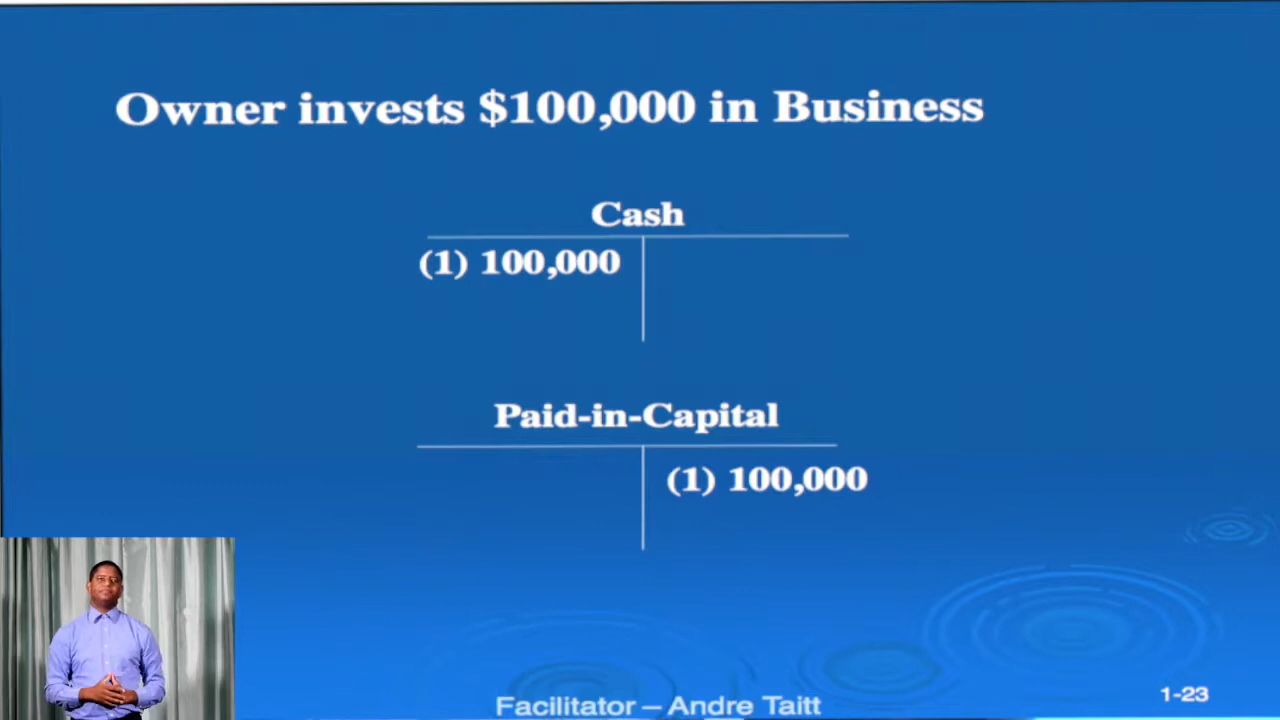 Owner invests $100,000 in Business
Cash
(1) 100,000
Paid-in-Capital
(1) 100,000
Facilitator – Andre Taitt
1-23